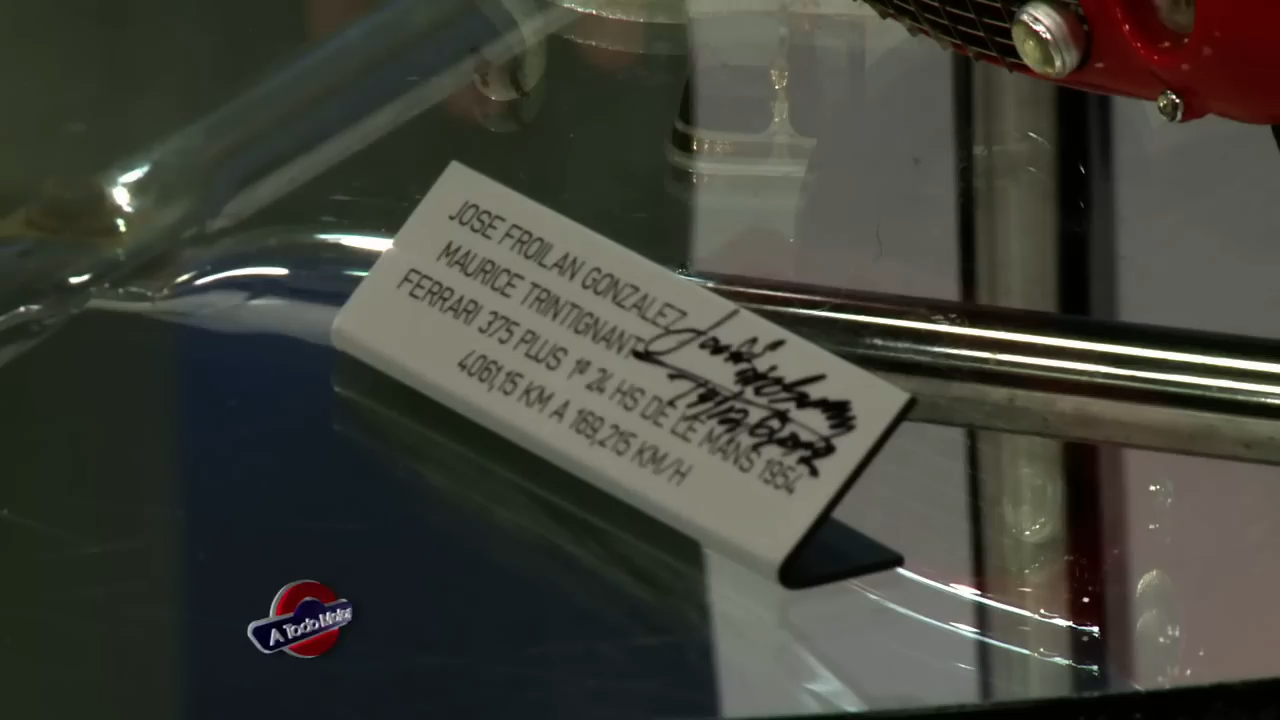 JOSE FROILAN GONZALEZ
MAURICE TRINTIGNANT
FERRARI 375 PLUS 1º 24 HS DE LE MANS 1954
4061,15 KM A 169,215 KM/H
A Todo Motor